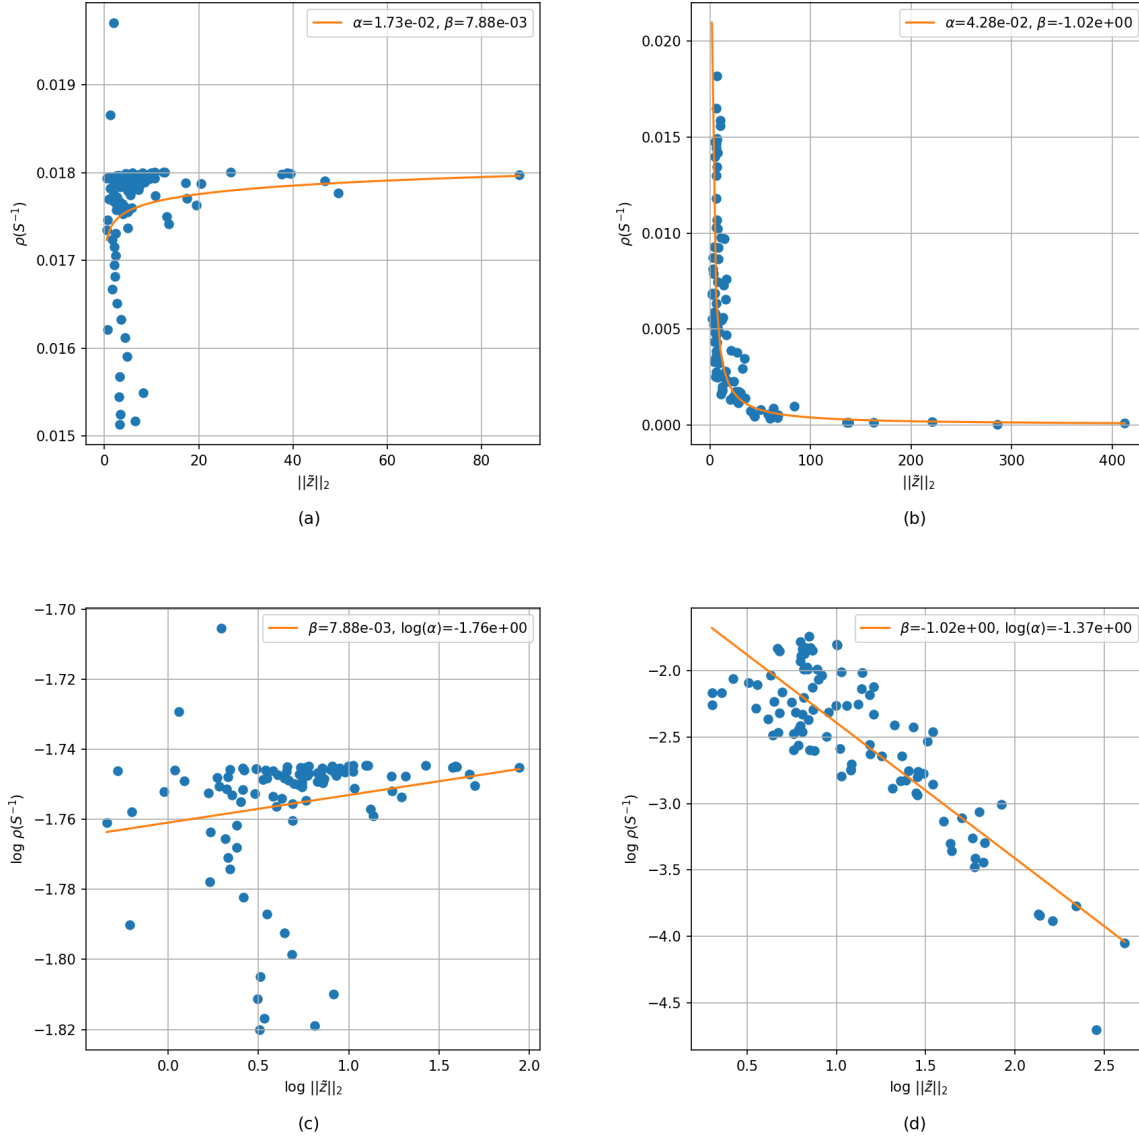 α=1.73e-02, β=7.88e-03
0.019
0.018
0.017
0.016
0.015
ρ(S⁻¹)
0 20 40 60 80
||z̃||₂
(a)
α=4.28e-02, β=-1.02e+00
0.020
0.015
0.010
0.005
0.000
ρ(S⁻¹)
0 100 200 300 400
||z̃||₂
(b)
β=7.88e-03, log(α)=-1.76e+00
−1.70
−1.72
−1.74
−1.76
−1.78
−1.80
−1.82
log ρ(S⁻¹)
0.0 0.5 1.0 1.5 2.0
log ||z̃||₂
(c)
β=-1.02e+00, log(α)=-1.37e+00
−2.0
−2.5
−3.0
−3.5
−4.0
−4.5
log ρ(S⁻¹)
0.5 1.0 1.5 2.0 2.5
log ||z̃||₂
(d)